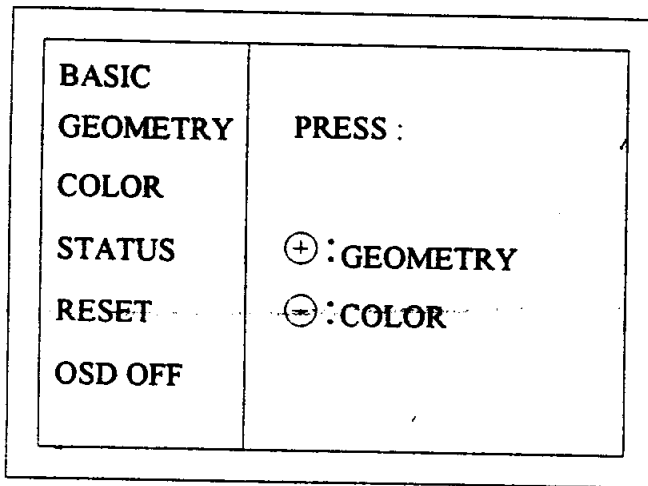 BASIC
GEOMETRY
COLOR
STATUS
RESET
OSD OFF
PRESS :
⊕ : GEOMETRY
⊖ : COLOR